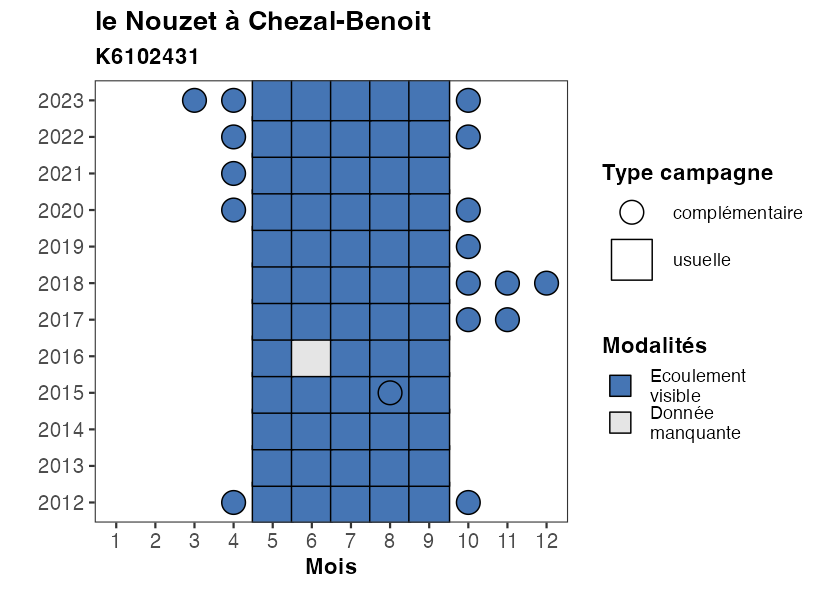 le Nouzet à Chezal-Benoit
K6102431
2023
2022
2021
2020
2019
2018
2017
2016
2015
2014
2013
2012
1 2 3 4 5 6 7 8 9 10 11 12
Mois
Type campagne
complémentaire
usuelle
Modalités
Ecoulement
visible
Donnée
manquante